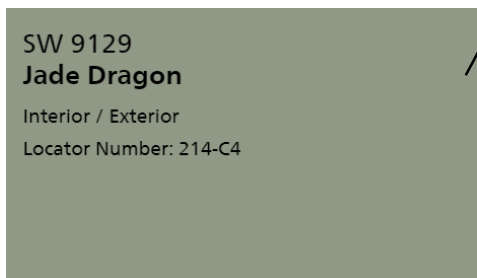 SW 9129
Jade Dragon
Interior / Exterior
Locator Number: 214-C4